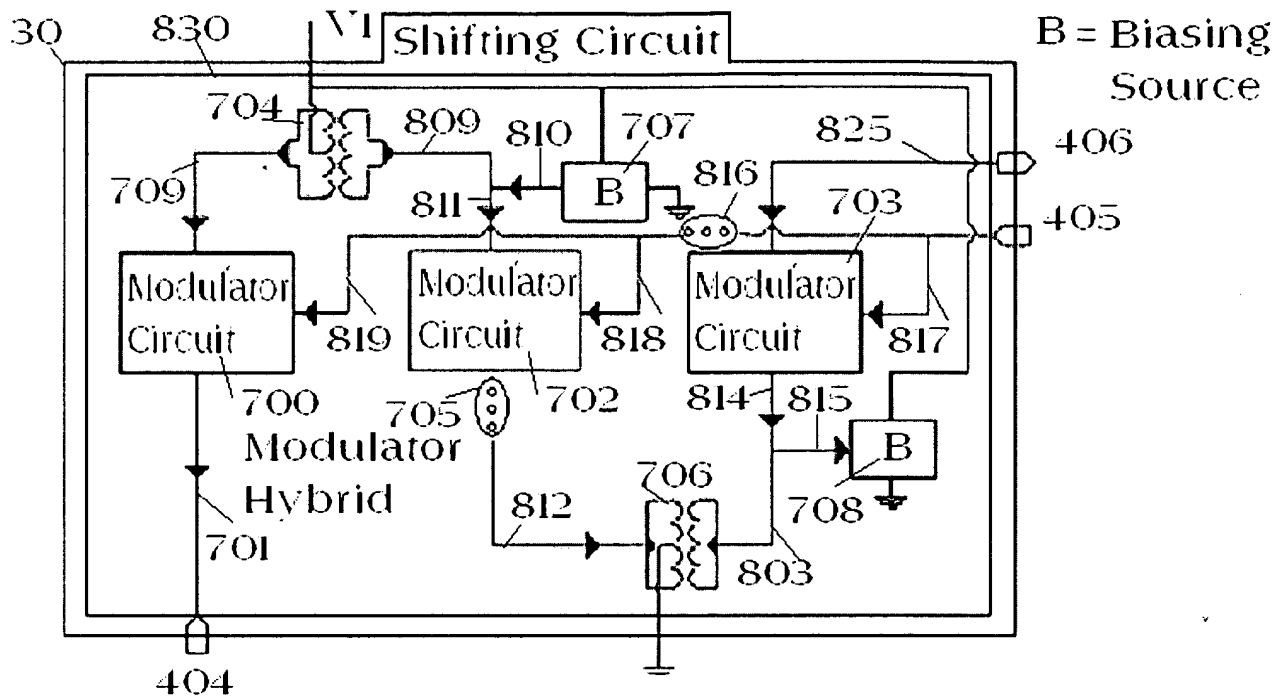 30
830
V1
Shifting Circuit
B = Biasing
Source
704
809
810
707
825
406
709
811
B
816
703
405
Modulator
Circuit
Modulator
Circuit
Modulator
Circuit
819
818
817
700
705
702
814
815
Modulator
Hybrid
B
706
708
701
812
803
404